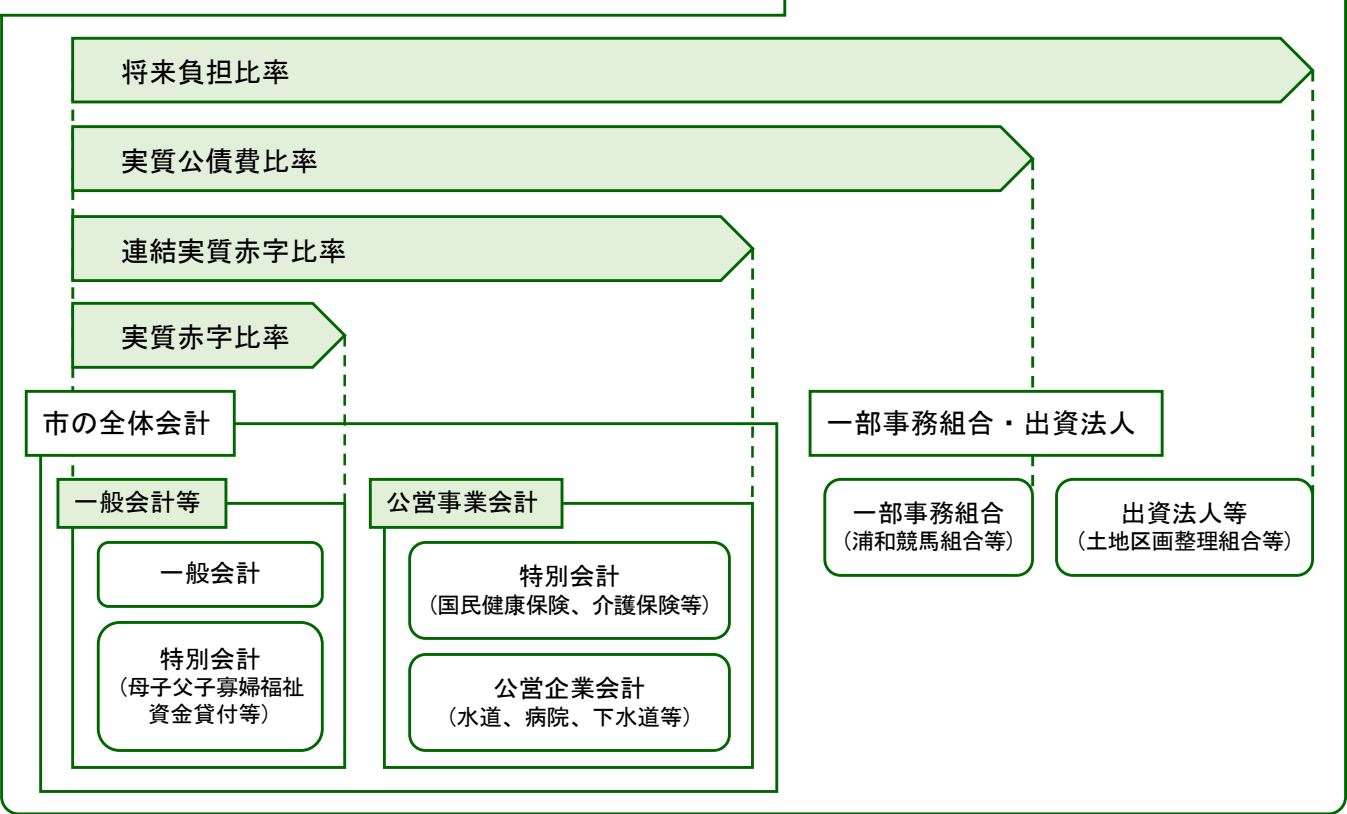 将来負担比率
実質公債費比率
連結実質赤字比率
実質赤字比率
市の全体会計
一般会計等
一般会計
特別会計
（母子父子寡婦福祉
資金貸付等）
公営事業会計
特別会計
（国民健康保険、介護保険等）
公営企業会計
（水道、病院、下水道等）
一部事務組合・出資法人
一部事務組合
（浦和競馬組合等）
出資法人等
（土地区画整理組合等）